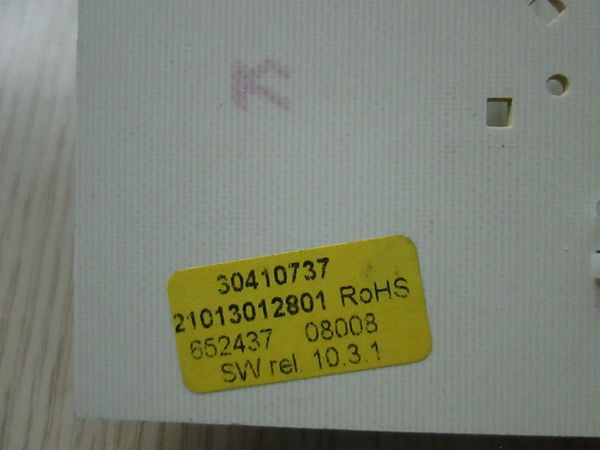 30410737
21013012801 RoHS
652437 08008
SW rel. 10.3.1